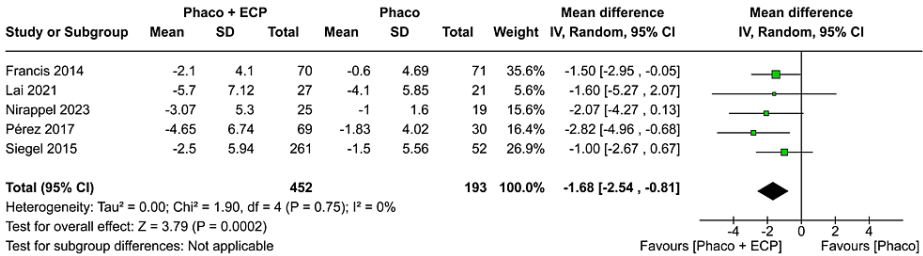 Phaco + ECP Phaco Mean difference Mean difference
Study or Subgroup Mean SD Total Mean SD Total Weight IV, Random, 95% CI IV, Random, 95% CI
Francis 2014 -2.1 4.1 70 -0.6 4.69 71 35.6% -1.50 [-2.95 , -0.05]
Lai 2021 -5.7 7.12 27 -4.1 5.85 21 5.6% -1.60 [-5.27 , 2.07]
Nirappel 2023 -3.07 5.3 25 -1 1.6 19 15.6% -2.07 [-4.27 , 0.13]
Pérez 2017 -4.65 6.74 69 -1.83 4.02 30 16.4% -2.82 [-4.96 , -0.68]
Siegel 2015 -2.5 5.94 261 -1.5 5.56 52 26.9% -1.00 [-2.67 , 0.67]
Total (95% CI) 452 193 100.0% -1.68 [-2.54 , -0.81]
Heterogeneity: Tau² = 0.00; Chi² = 1.90, df = 4 (P = 0.75); I² = 0%
Test for overall effect: Z = 3.79 (P = 0.0002) -4 -2 0 2 4
Test for subgroup differences: Not applicable Favours [Phaco + ECP] Favours [Phaco]